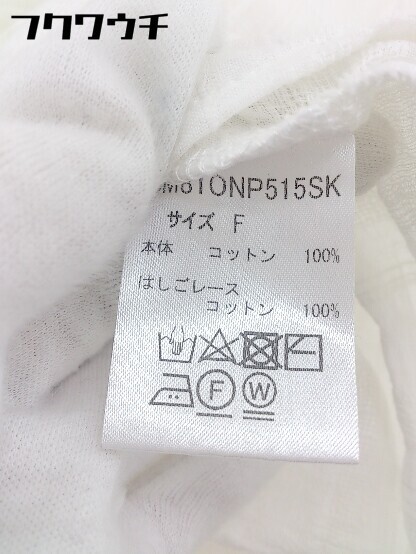 フクワウチ
M81ONP515SK
サイズ F
本体 コットン 100%
はしごレース
コットン 100%
F W